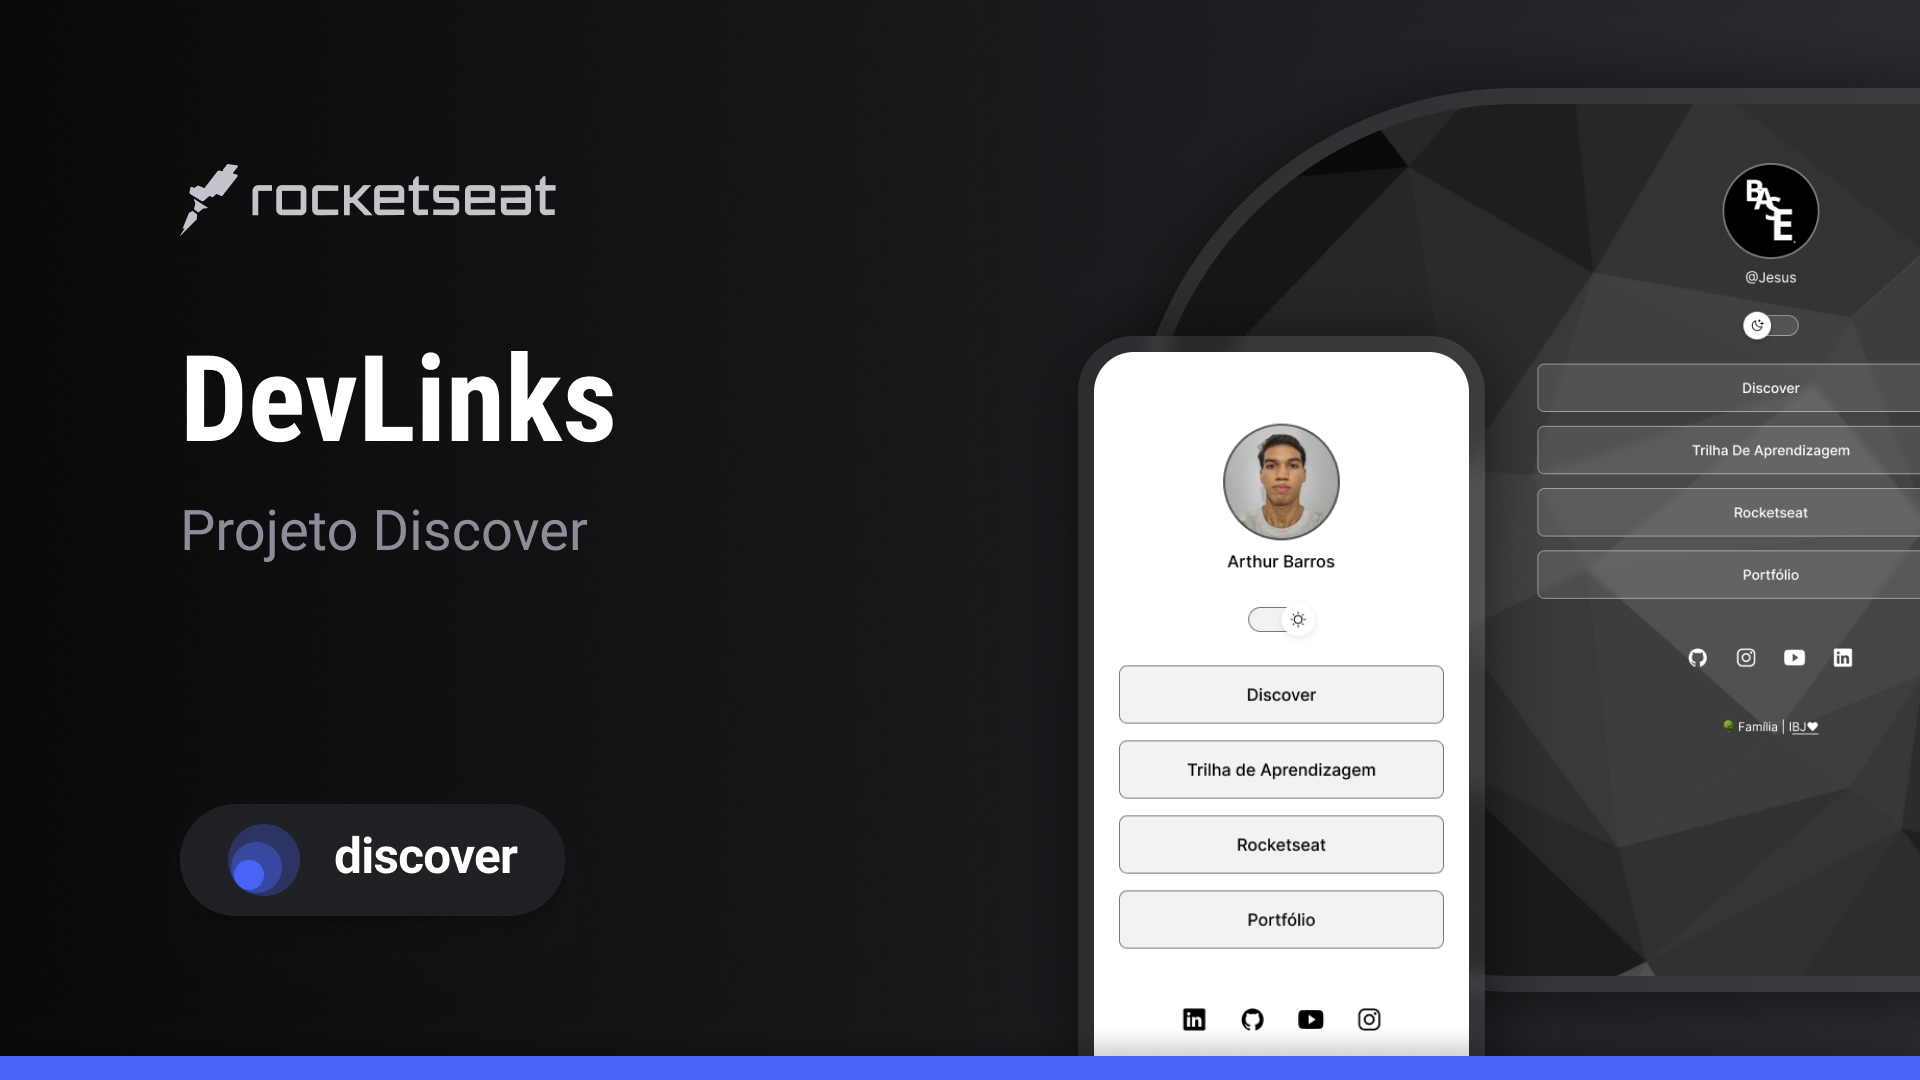 rocketseat
DevLinks
Projeto Discover
discover
Arthur Barros
Discover
Trilha de Aprendizagem
Rocketseat
Portfólio
BASE
@Jesus
Discover
Trilha De Aprendizagem
Rocketseat
Portfólio
Família | IBJ